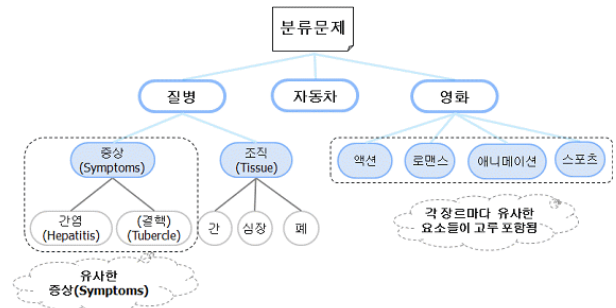 분류문제
질병
자동차
영화
증상
(Symptoms)
조직
(Tissue)
액션
로맨스
애니메이션
스포츠
간염
(Hepatitis)
(결핵)
(Tubercle)
간
심장
폐
각 장르마다 유사한
요소들이 고루 포함됨
유사한
증상(Symptoms)